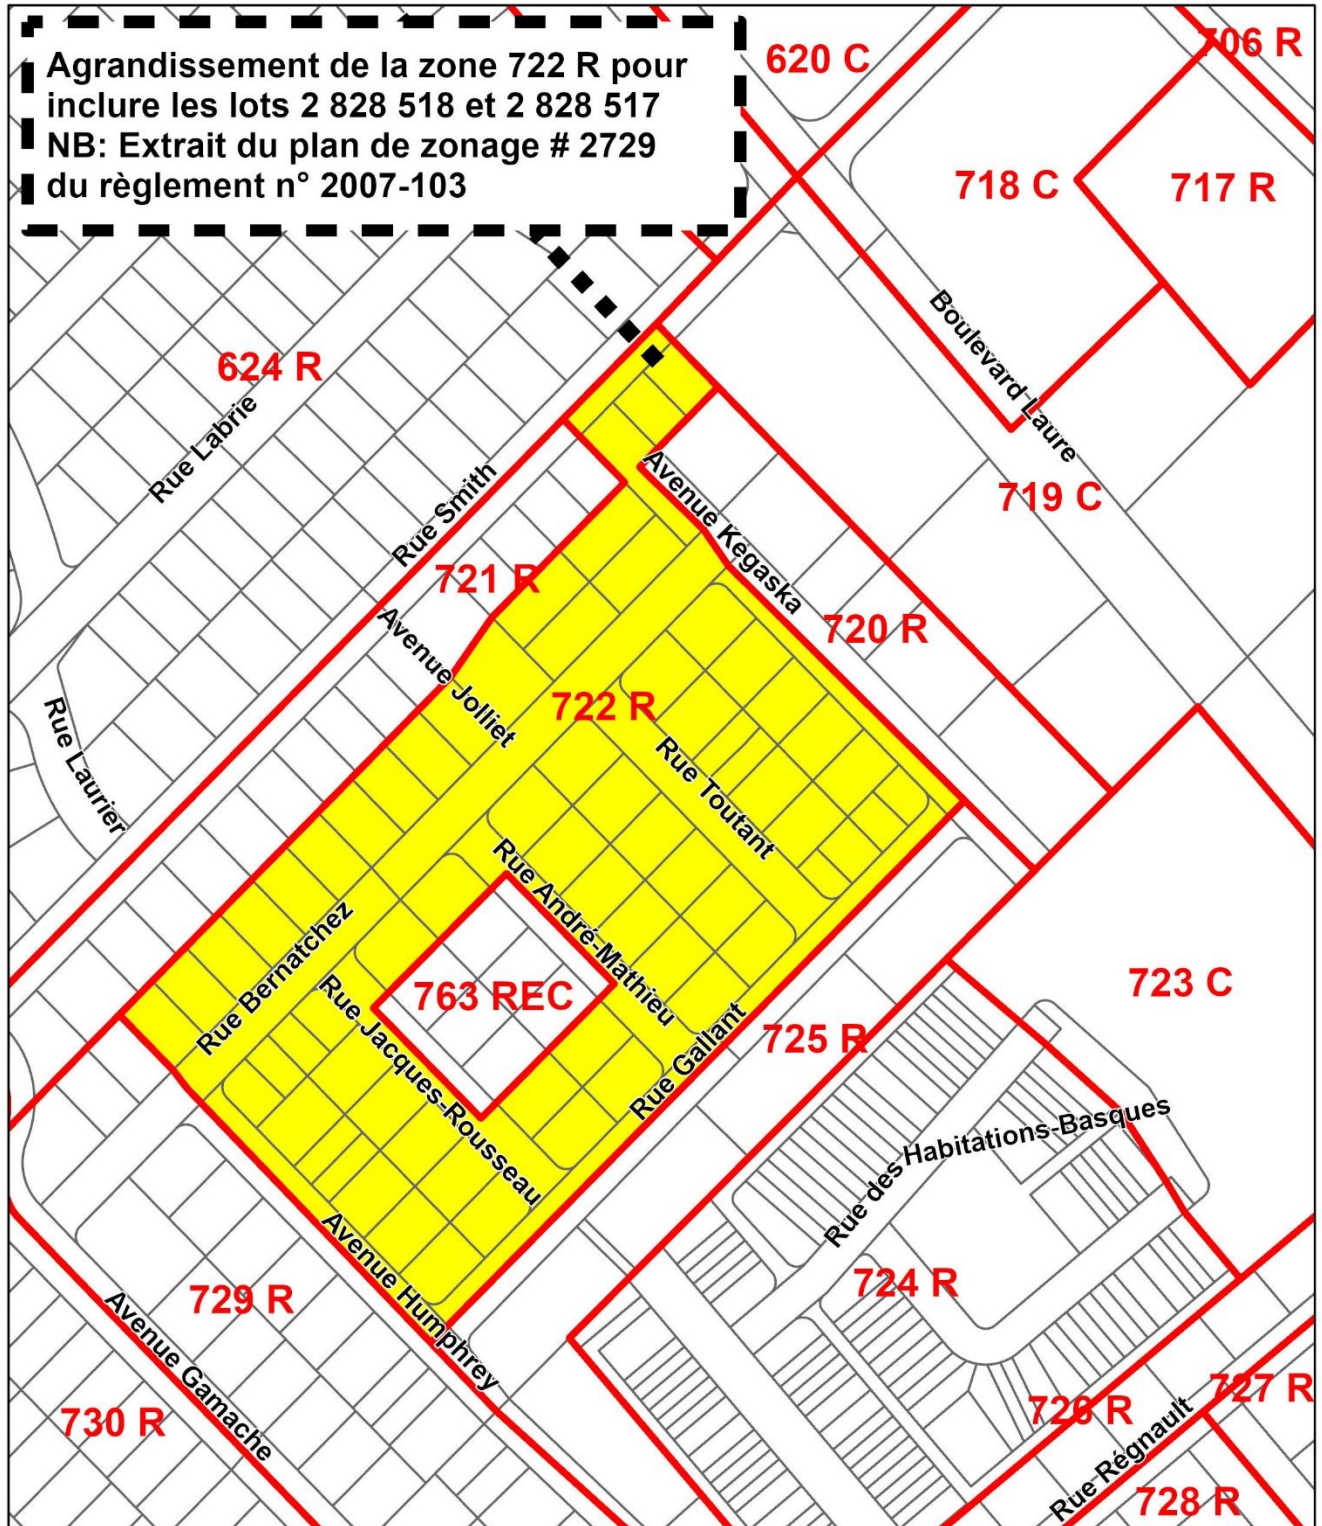 Agrandissement de la zone 722 R pour
inclure les lots 2 828 518 et 2 828 517
NB: Extrait du plan de zonage # 2729
du règlement n° 2007-103
620 C
706 R
718 C
717 R
624 R
Boulevard Laure
Rue Labrie
Rue Smith
719 C
Avenue Kegaska
721 R
720 R
Avenue Jolliet
722 R
Rue Laurier
Rue Toutant
Rue André-Mathieu
Rue Bernatchez
763 REC
Rue Jacques-Rousseau
723 C
725 R
Rue Gallant
Rue des Habitations-Basques
Avenue Humphrey
724 R
729 R
Avenue Gamache
730 R
726 R
727 R
Rue Régnault
728 R